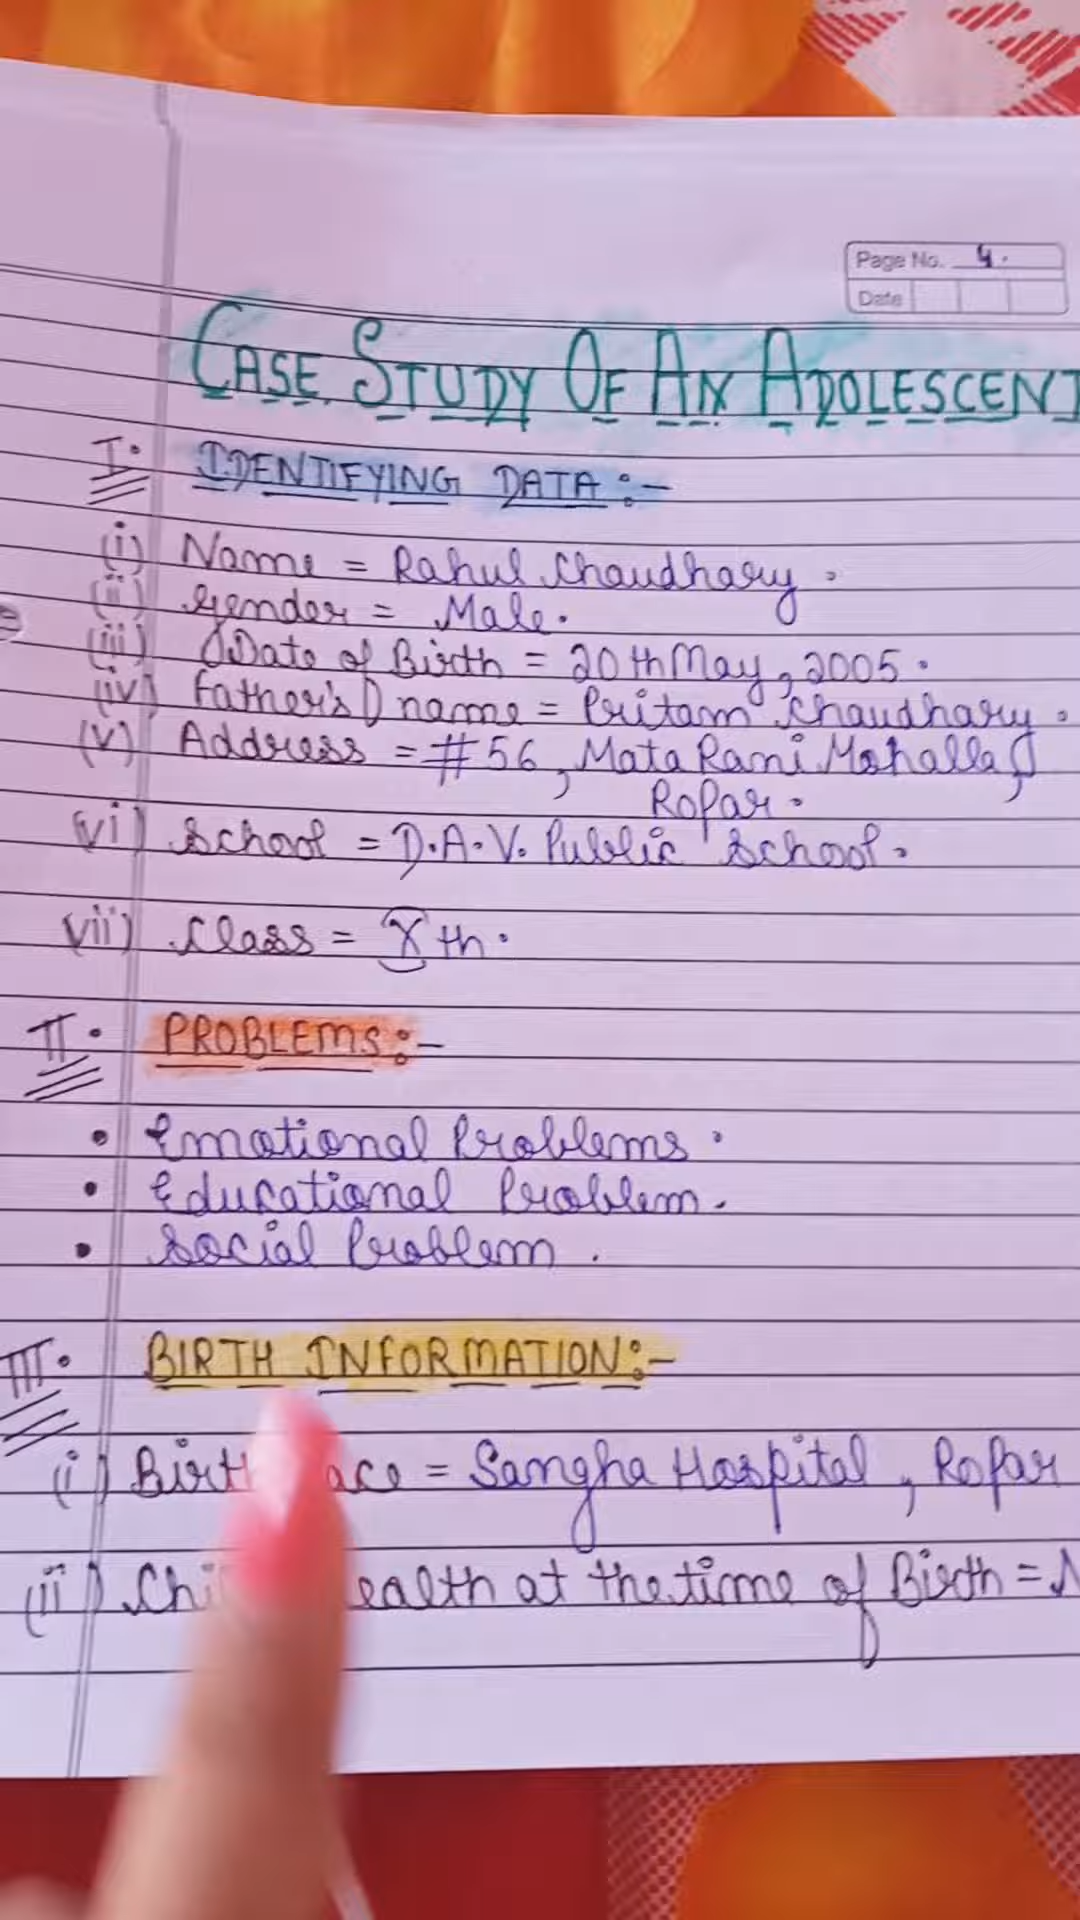 Page No. 4.
Date
CASE STUDY OF AN ADOLESCENT
I. IDENTIFYING DATA :-
(i) Name = Rahul Chaudhary.
(ii) Gender = Male.
(iii) Date of Birth = 20th May, 2005.
(iv) Father's name = Pritam Chaudhary.
(v) Address = #56, Mata Rani Mohalla,
Ropar.
(vi) School = D.A.V. Public School.
(vii) Class = Xth.
II. PROBLEMS :-
• Emotional Problems.
• Educational Problem.
• Social Problem.
III. BIRTH INFORMATION :-
(i) Birth = Sangha Hospital, Ropar
(ii) at the time of Birth =